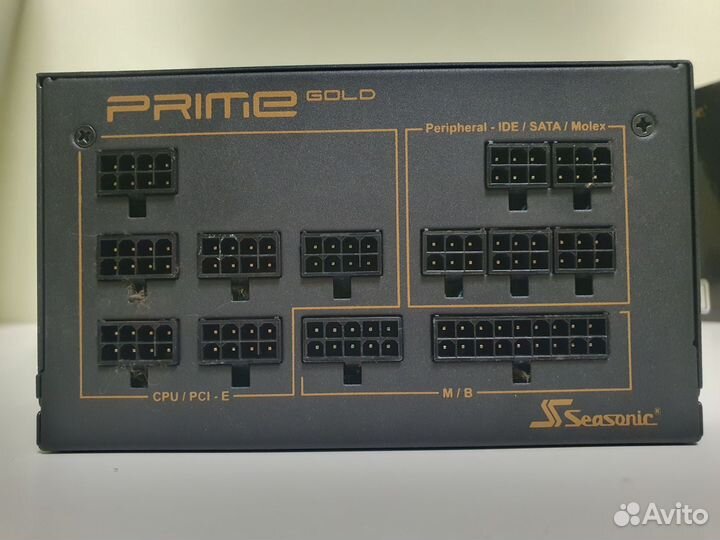 PRIME GOLD
Peripheral - IDE / SATA / Molex
CPU / PCI - E
M / B
Seasonic®
Avito